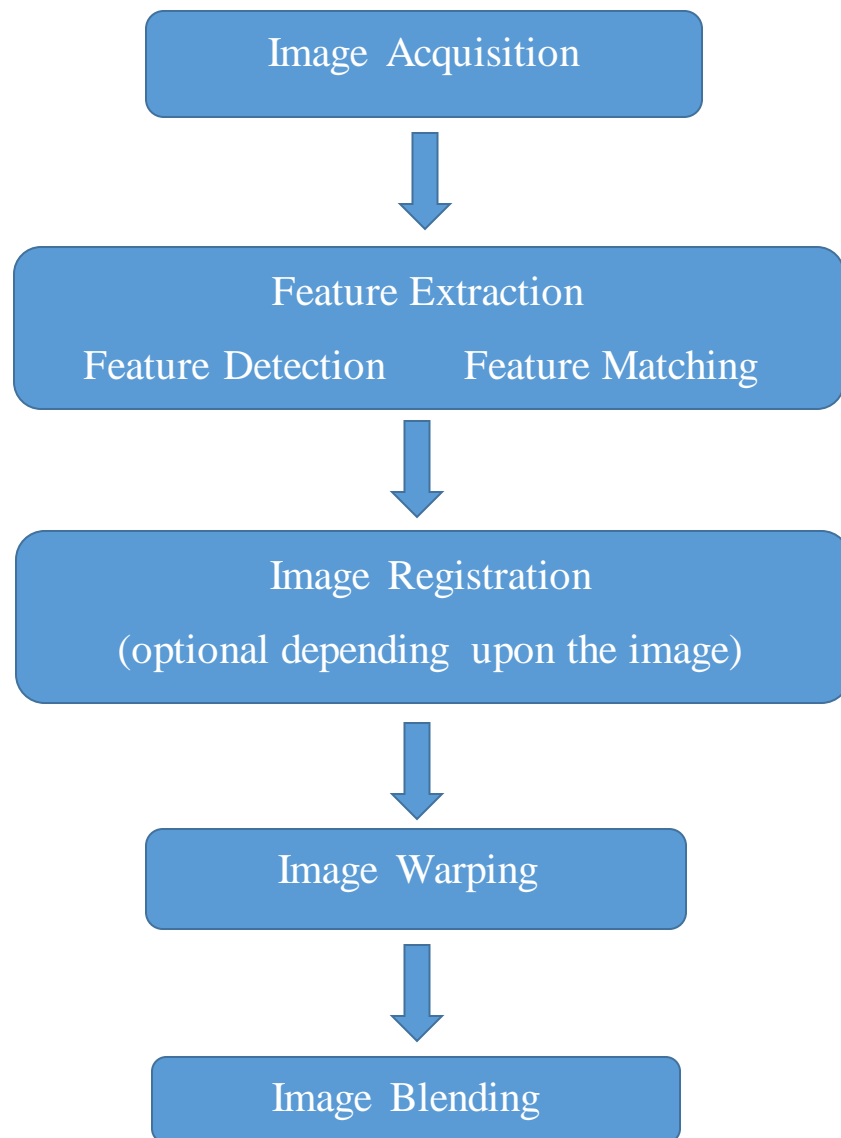 Image Acquisition
Feature Extraction
Feature Detection Feature Matching
Image Registration
(optional depending upon the image)
Image Warping
Image Blending